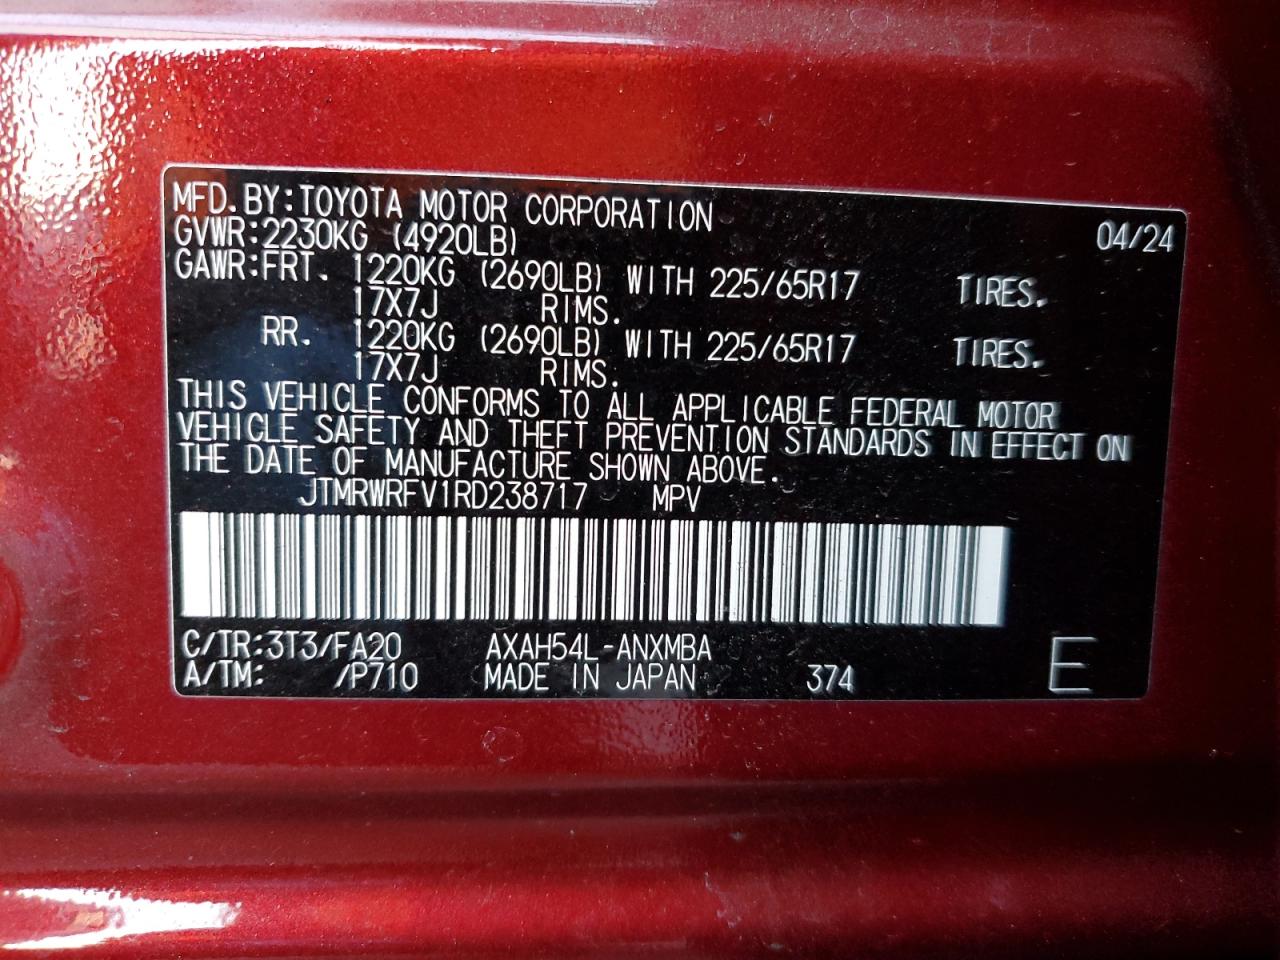 MFD. BY: TOYOTA MOTOR CORPORATION 04/24
GVWR: 2230KG (4920LB)
GAWR: FRT. 1220KG (2690LB) WITH 225/65R17 TIRES.
17X7J RIMS.
RR. 1220KG (2690LB) WITH 225/65R17 TIRES.
17X7J RIMS.
THIS VEHICLE CONFORMS TO ALL APPLICABLE FEDERAL MOTOR
VEHICLE SAFETY AND THEFT PREVENTION STANDARDS IN EFFECT ON
THE DATE OF MANUFACTURE SHOWN ABOVE.
JTMRWRFV1RD238717 MPV
C/TR: 3T3/FA20 AXAH54L-ANXMBA
A/TM: /P710 MADE IN JAPAN 374 E